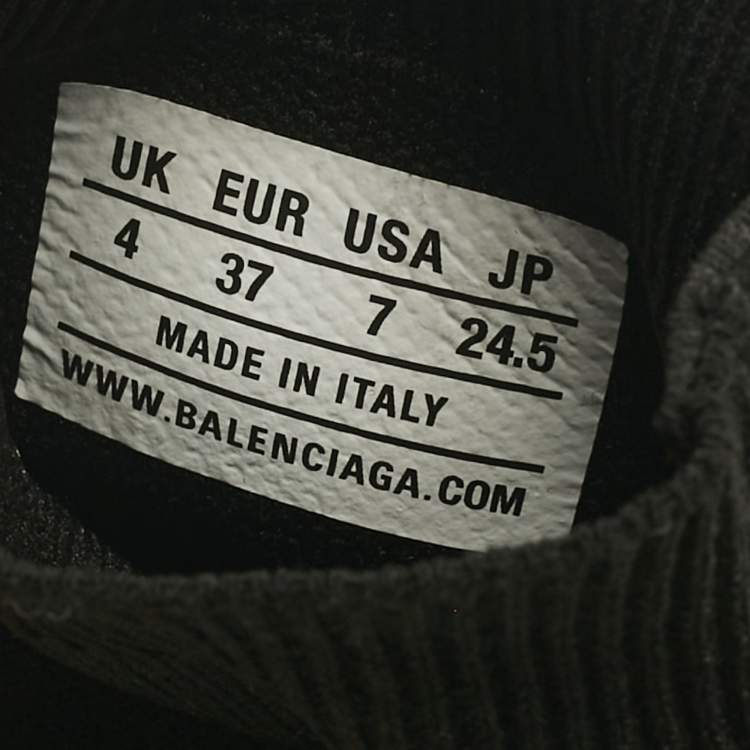 UK EUR USA JP
4 37 7 24.5
MADE IN ITALY
WWW.BALENCIAGA.COM